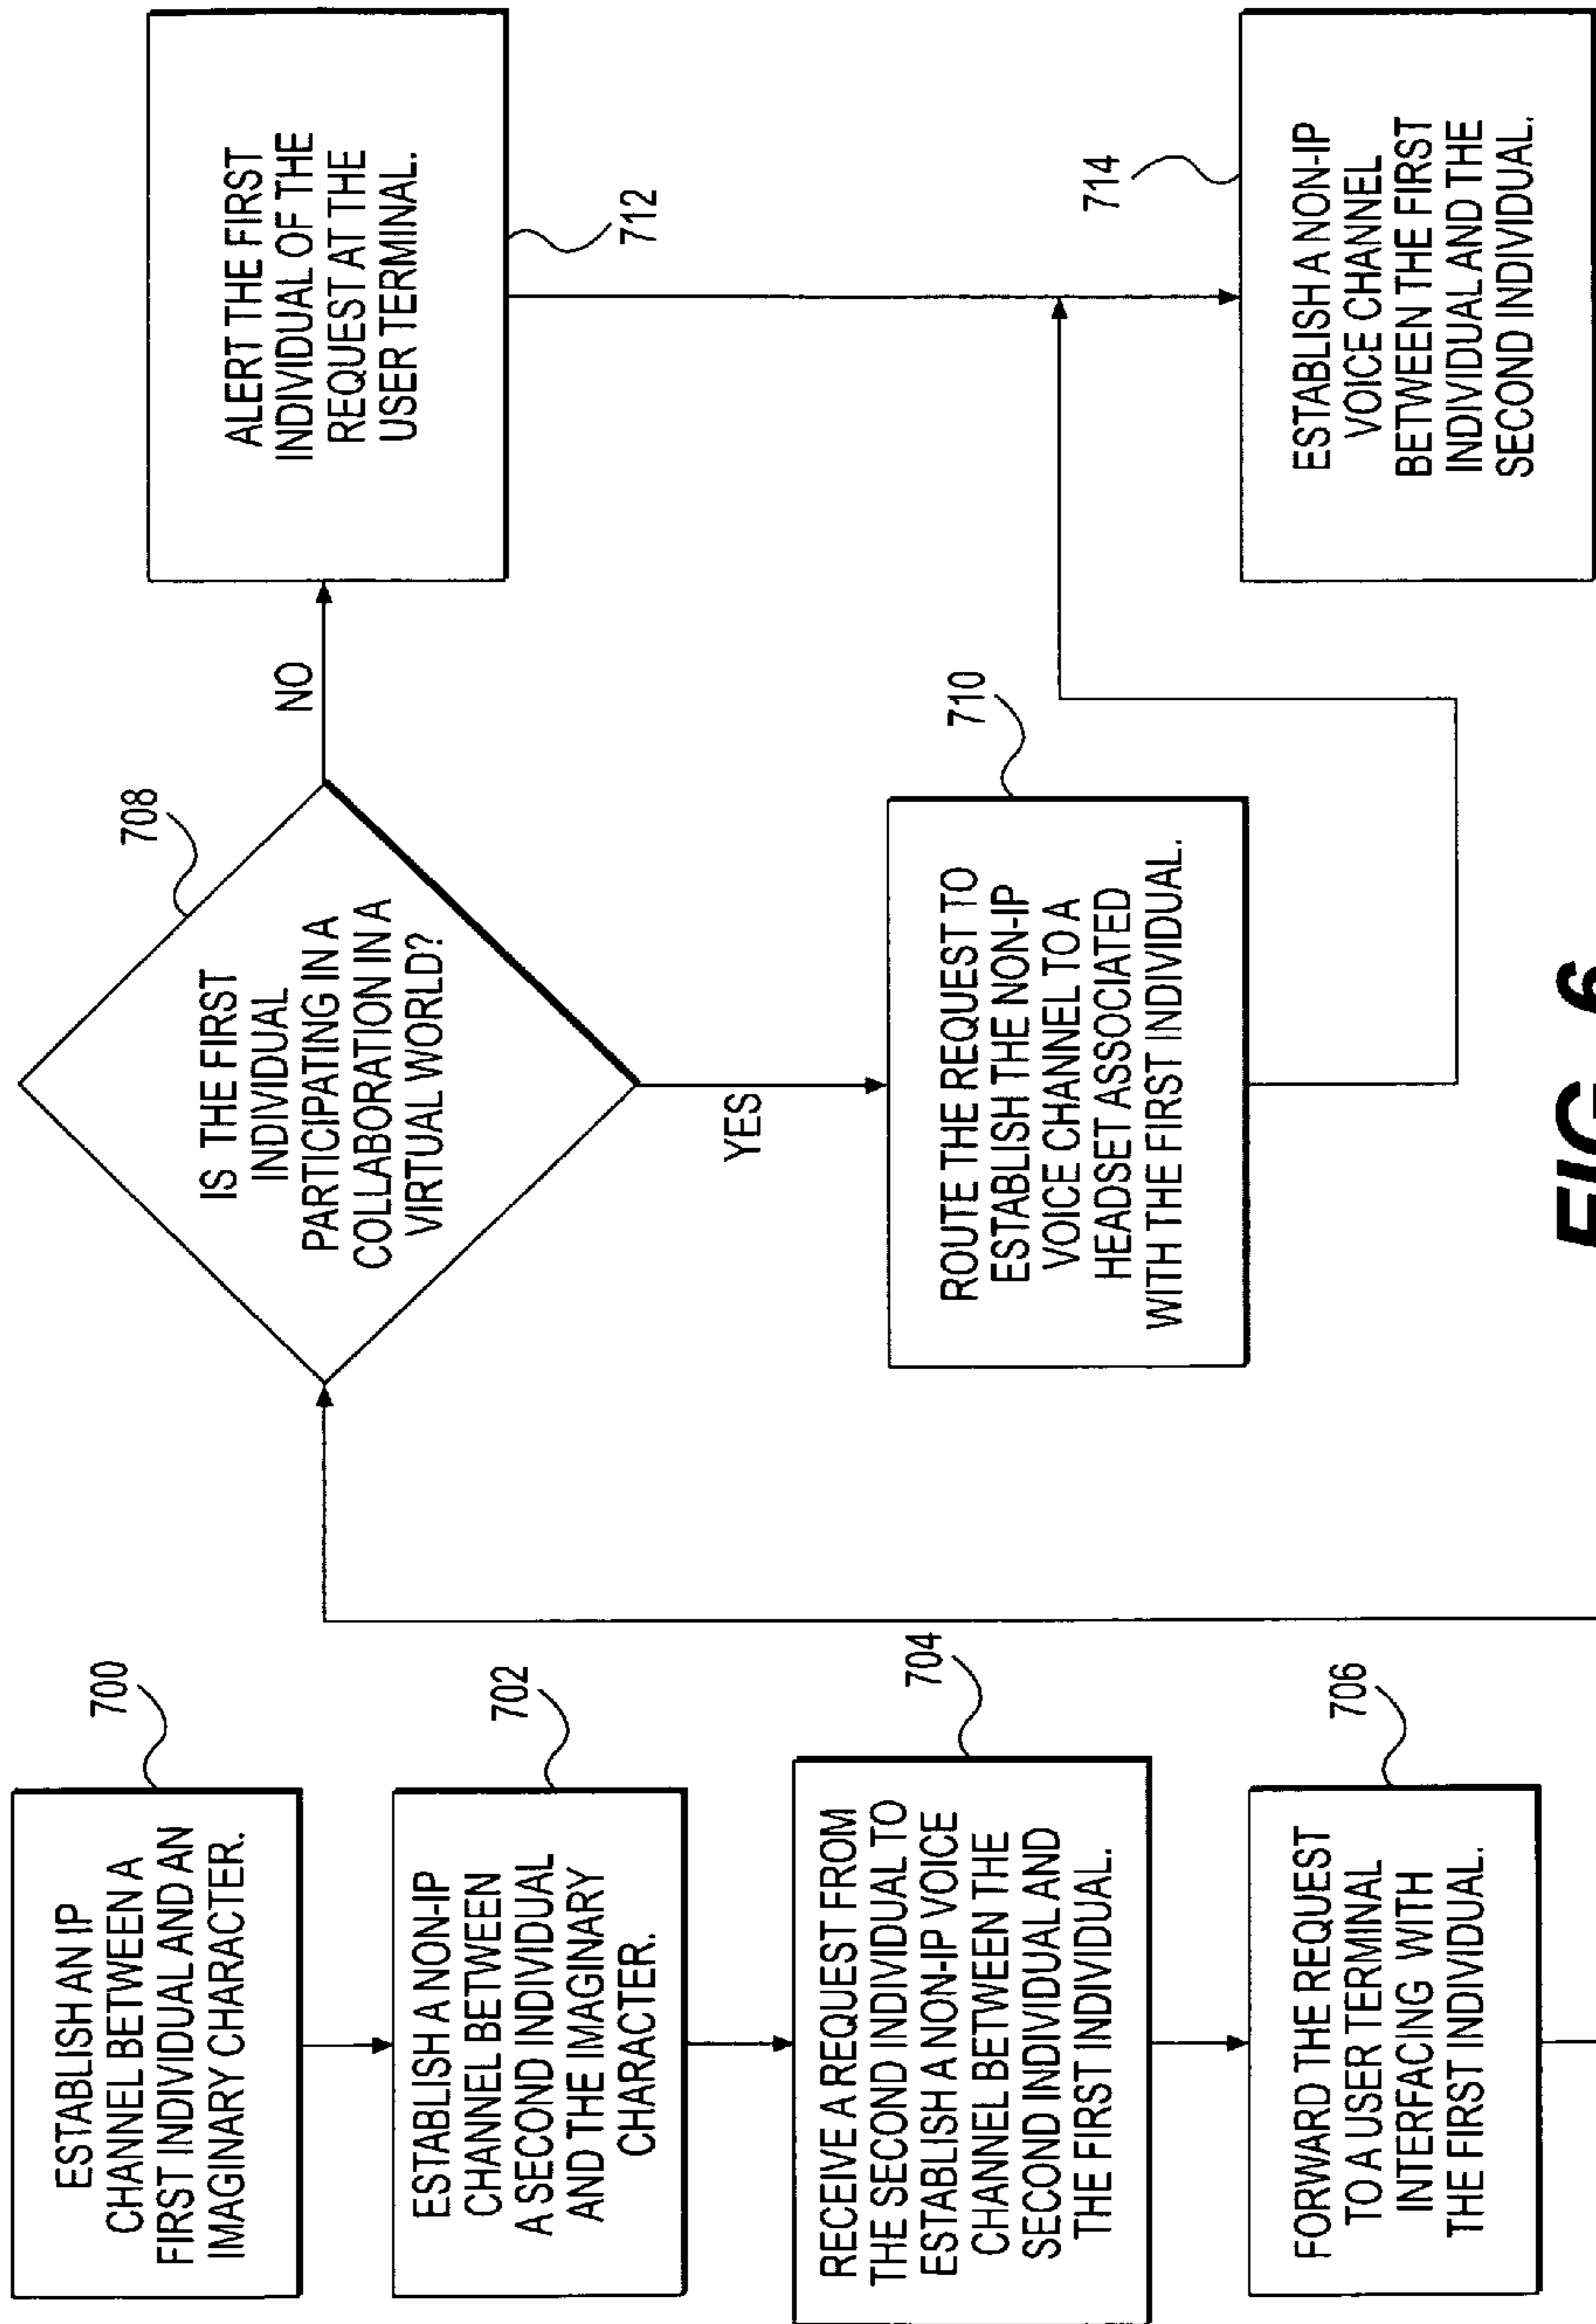 700
ESTABLISH AN IP
CHANNEL BETWEEN A
FIRST INDIVIDUAL AND AN
IMAGINARY CHARACTER.
702
ESTABLISH A NON-IP
CHANNEL BETWEEN
A SECOND INDIVIDUAL
AND THE IMAGINARY
CHARACTER.
704
RECEIVE A REQUEST FROM
THE SECOND INDIVIDUAL TO
ESTABLISH A NON-IP VOICE
CHANNEL BETWEEN THE
SECOND INDIVIDUAL AND
THE FIRST INDIVIDUAL.
706
FORWARD THE REQUEST
TO A USER TERMINAL
INTERFACING WITH
THE FIRST INDIVIDUAL.
708
IS THE FIRST
INDIVIDUAL
PARTICIPATING IN A
COLLABORATION IN A
VIRTUAL WORLD?
NO
YES
710
ROUTE THE REQUEST TO
ESTABLISH THE NON-IP
VOICE CHANNEL TO A
HEADSET ASSOCIATED
WITH THE FIRST INDIVIDUAL.
ALERT THE FIRST
INDIVIDUAL OF THE
REQUEST AT THE
USER TERMINAL.
712
714
ESTABLISH A NON-IP
VOICE CHANNEL
BETWEEN THE FIRST
INDIVIDUAL AND THE
SECOND INDIVIDUAL.
FIG. 6